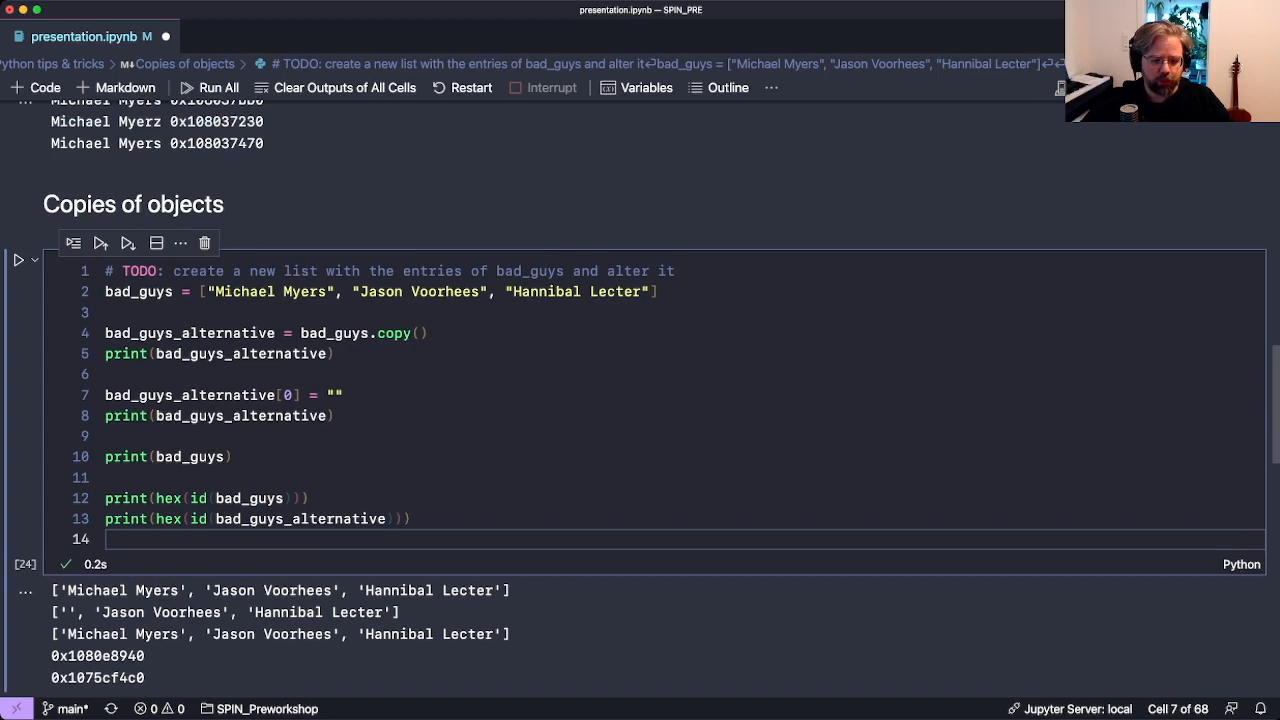 presentation.ipynb — SPIN_PRE
presentation.ipynb M
Python tips & tricks > M↓Copies of objects > # TODO: create a new list with the entries of bad_guys and alter it↵bad_guys = ["Michael Myers", "Jason Voorhees", "Hannibal Lecter"]↵↵
+ Code + Markdown Run All Clear Outputs of All Cells Restart Interrupt Variables Outline ...
Michael Myers 0x108037bb0
Michael Myerz 0x108037230
Michael Myers 0x108037470
Copies of objects
1 # TODO: create a new list with the entries of bad_guys and alter it
2 bad_guys = ["Michael Myers", "Jason Voorhees", "Hannibal Lecter"]
3
4 bad_guys_alternative = bad_guys.copy()
5 print(bad_guys_alternative)
6
7 bad_guys_alternative[0] = ""
8 print(bad_guys_alternative)
9
10 print(bad_guys)
11
12 print(hex(id(bad_guys)))
13 print(hex(id(bad_guys_alternative)))
14
[24] ✓ 0.2s Python
... ['Michael Myers', 'Jason Voorhees', 'Hannibal Lecter']
['', 'Jason Voorhees', 'Hannibal Lecter']
['Michael Myers', 'Jason Voorhees', 'Hannibal Lecter']
0x1080e8940
0x1075cf4c0
main* 0 0 SPIN_Preworkshop Jupyter Server: local Cell 7 of 68